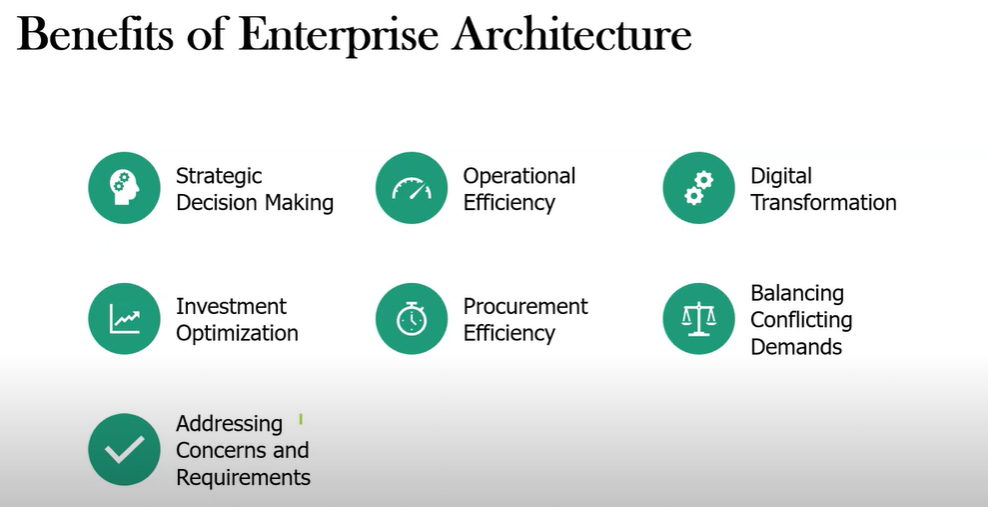 Benefits of Enterprise Architecture
Strategic
Decision Making
Operational
Efficiency
Digital
Transformation
Investment
Optimization
Procurement
Efficiency
Balancing
Conflicting
Demands
Addressing
Concerns and
Requirements